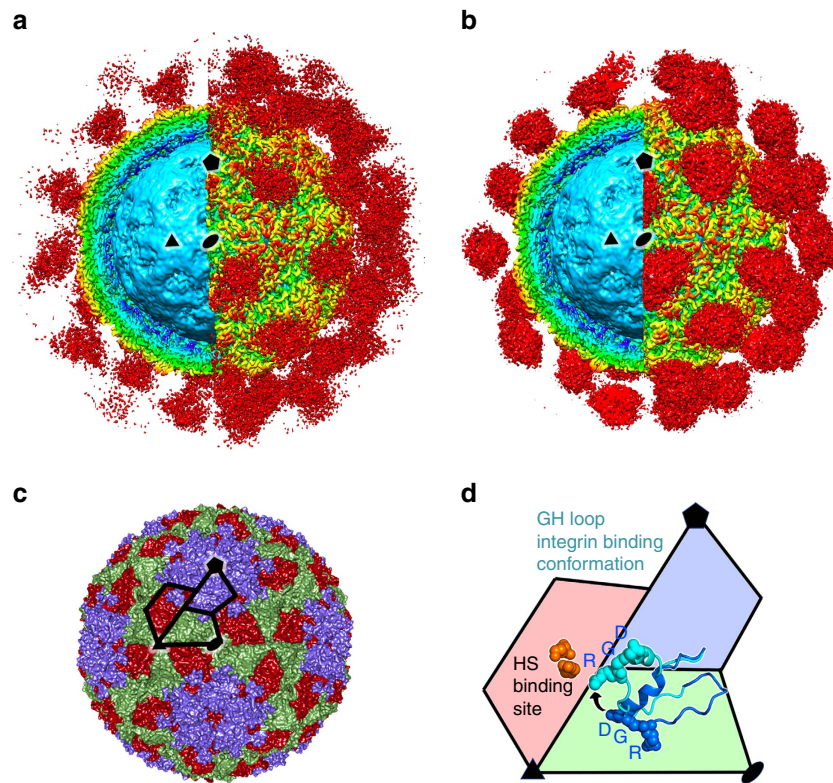 a
b
c
d
GH loop
integrin binding
conformation
R G D
HS
binding
site
D G R